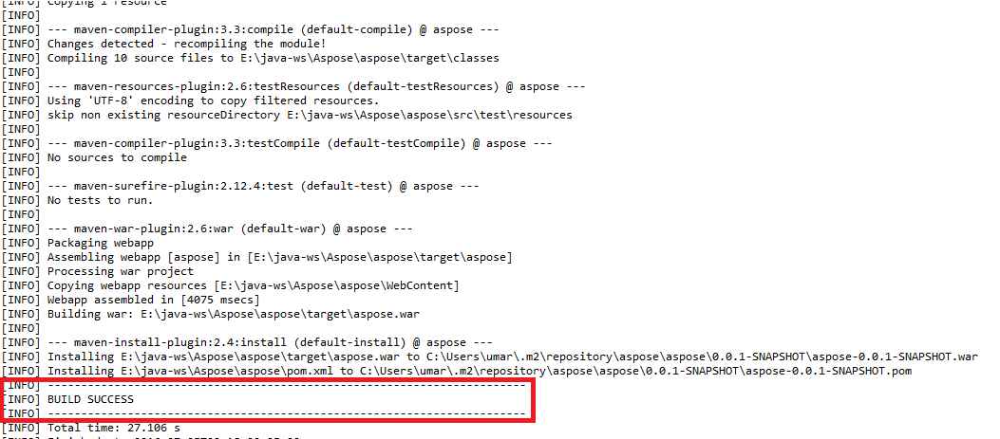 [INFO] Copying 1 resource
[INFO]
[INFO] --- maven-compiler-plugin:3.3:compile (default-compile) @ aspose ---
[INFO] Changes detected - recompiling the module!
[INFO] Compiling 10 source files to E:\java-ws\Aspose\aspose\target\classes
[INFO]
[INFO] --- maven-resources-plugin:2.6:testResources (default-testResources) @ aspose ---
[INFO] Using 'UTF-8' encoding to copy filtered resources.
[INFO] skip non existing resourceDirectory E:\java-ws\Aspose\aspose\src\test\resources
[INFO]
[INFO] --- maven-compiler-plugin:3.3:testCompile (default-testCompile) @ aspose ---
[INFO] No sources to compile
[INFO]
[INFO] --- maven-surefire-plugin:2.12.4:test (default-test) @ aspose ---
[INFO] No tests to run.
[INFO]
[INFO] --- maven-war-plugin:2.6:war (default-war) @ aspose ---
[INFO] Packaging webapp
[INFO] Assembling webapp [aspose] in [E:\java-ws\Aspose\aspose\target\aspose]
[INFO] Processing war project
[INFO] Copying webapp resources [E:\java-ws\Aspose\aspose\WebContent]
[INFO] Webapp assembled in [4075 msecs]
[INFO] Building war: E:\java-ws\Aspose\aspose\target\aspose.war
[INFO]
[INFO] --- maven-install-plugin:2.4:install (default-install) @ aspose ---
[INFO] Installing E:\java-ws\Aspose\aspose\target\aspose.war to C:\Users\umar\.m2\repository\aspose\aspose\0.0.1-SNAPSHOT\aspose-0.0.1-SNAPSHOT.war
[INFO] Installing E:\java-ws\Aspose\aspose\pom.xml to C:\Users\umar\.m2\repository\aspose\aspose\0.0.1-SNAPSHOT\aspose-0.0.1-SNAPSHOT.pom
[INFO] ------------------------------------------------------------------------
[INFO] BUILD SUCCESS
[INFO] ------------------------------------------------------------------------
[INFO] Total time: 27.106 s